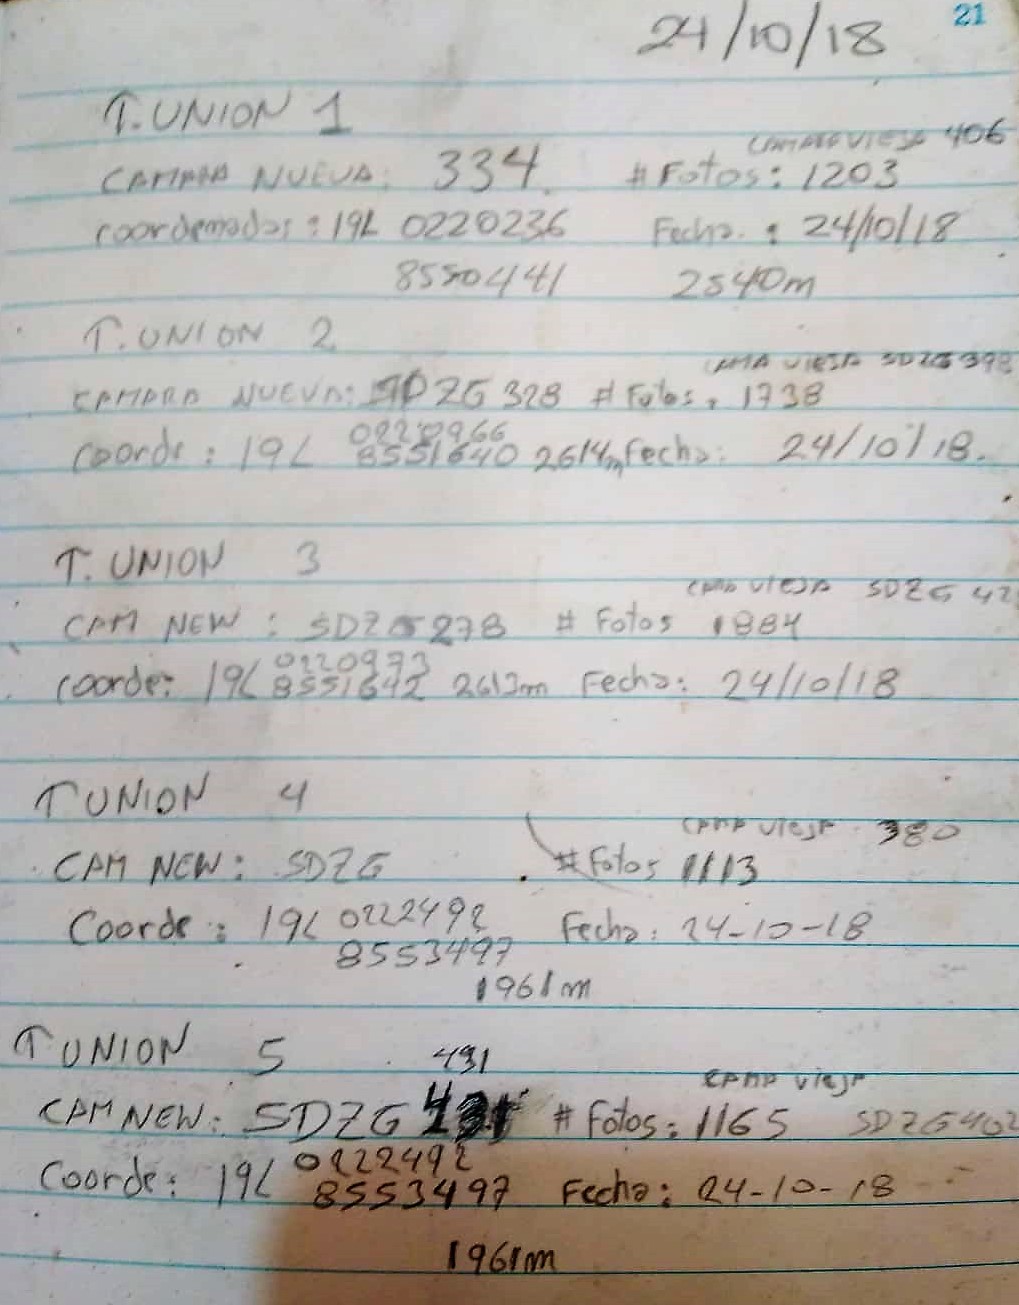 21
24/10/18
T. UNION 1
CAMARA VIEJA 406
CAMARA NUEVA: 334. # Fotos: 1203
coordenadas: 19L 0220236 Fecha: 24/10/18
8550441 2540m
T. UNION 2
VIEJA SDZG 398
CAMARA NUEVA: SDZG 328 # Fotos. 1738
0220966
Coorde: 19L 8551640 2614m Fecha: 24/10/18.
T. UNION 3
CAMA VIEJA SDZG 42
CAM NEW: SDZG 278 # Fotos 1884
0220973
Coorde: 19L 8551642 2613m Fecha: 24/10/18
T UNION 4
CAMA VIEJA 380
CAM NEW: SDZG # Fotos 1113
Coorde: 19L 0222492 Fecha: 24-10-18
8553497
1961m
T UNION 5 431
CAMA VIEJA
CAM NEW: SDZG # Fotos: 1165 SDZG 402
0222492
Coorde: 19L 8553497 Fecha: 24-10-18
1961m